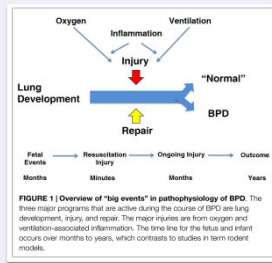 Oxygen Ventilation
Inflammation
Injury
Lung
Development
"Normal"
BPD
Repair
Fetal Events Resuscitation Injury Ongoing Injury Outcome
Months Minutes Months Years
FIGURE 1 | Overview of "big events" in pathophysiology of BPD. The
three major programs that are active during the course of BPD are lung
development, injury, and repair. The major injuries are from oxygen and
ventilation-associated inflammation. The time line for the fetus and infant
occurs over months to years, which contrasts to studies in term rodent
models.